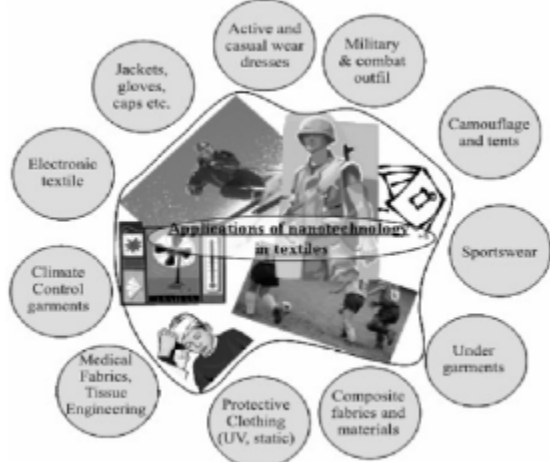 Active and
casual wear
dresses
Military
& combat
outfil
Jackets,
gloves,
caps etc.
Camouflage
and tents
Electronic
textile
Applications of nanotechnology
in textiles
Sportswear
Climate
Control
garments
Under
garments
Medical
Fabrics,
Tissue
Engineering
Protective
Clothing
(UV, static)
Composite
fabrics and
materials